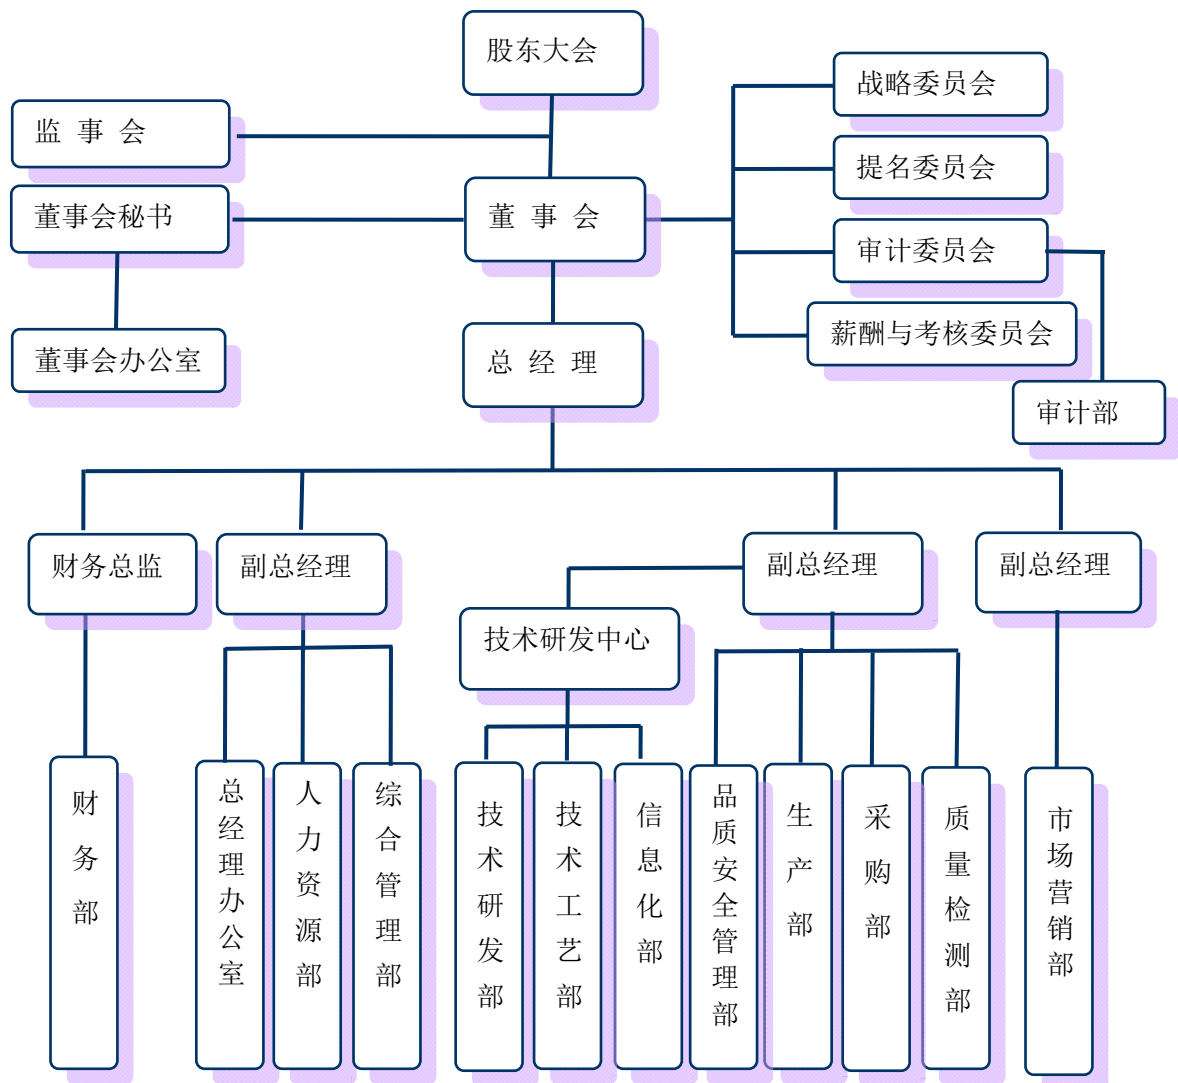 股东大会
战略委员会
监 事 会
提名委员会
董事会秘书
董 事 会
审计委员会
薪酬与考核委员会
董事会办公室
总 经 理
审计部
财务总监
副总经理
副总经理
副总经理
技术研发中心
财务部
总经理办公室
人力资源部
综合管理部
技术研发部
技术工艺部
信息化部
品质安全管理部
生产部
采购部
质量检测部
市场营销部